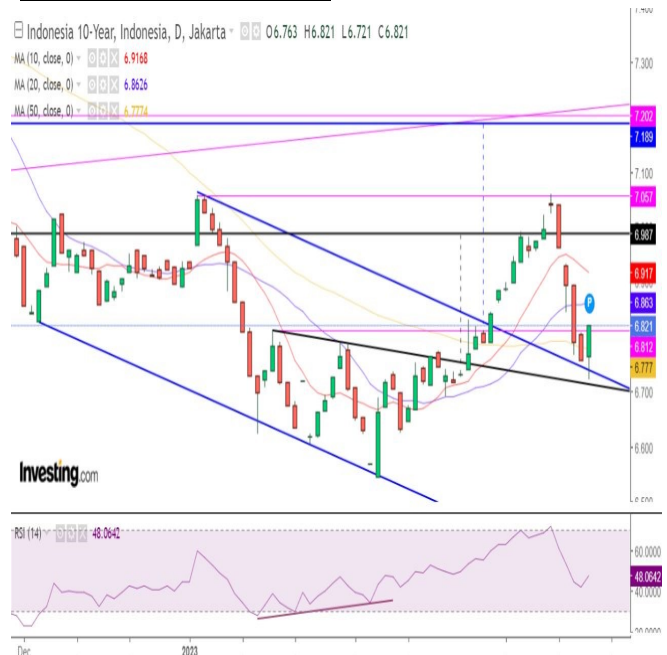 Indonesia 10-Year, Indonesia, D, Jakarta O6.763 H6.821 L6.721 C6.821
MA (10, close, 0) 6.9168
MA (20, close, 0) 6.8626
MA (50, close, 0) 6.7774
7.300
7.202
7.189
7.100
7.057
6.987
6.917
6.863
P
6.821
6.812
6.777
6.700
6.600
Investing.com
RSI (14) 48.0642
60.0000
48.0642
40.0000
Dec 2023